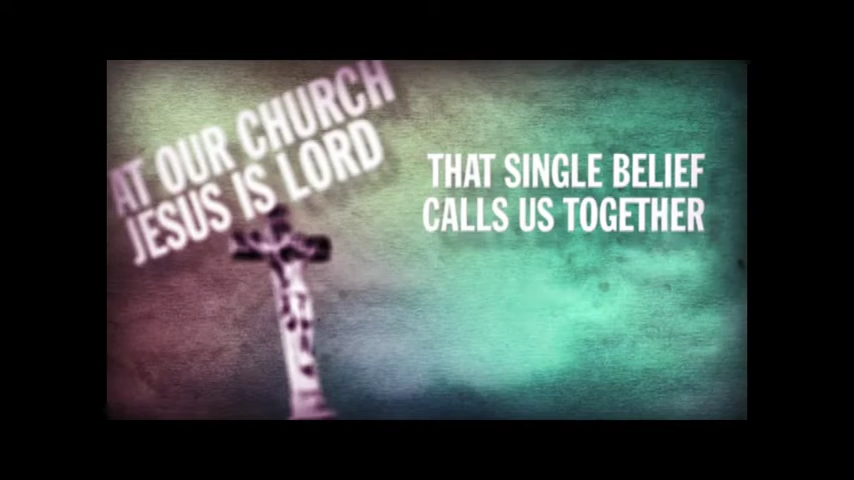 AT OUR CHURCH
JESUS IS LORD
THAT SINGLE BELIEF
CALLS US TOGETHER